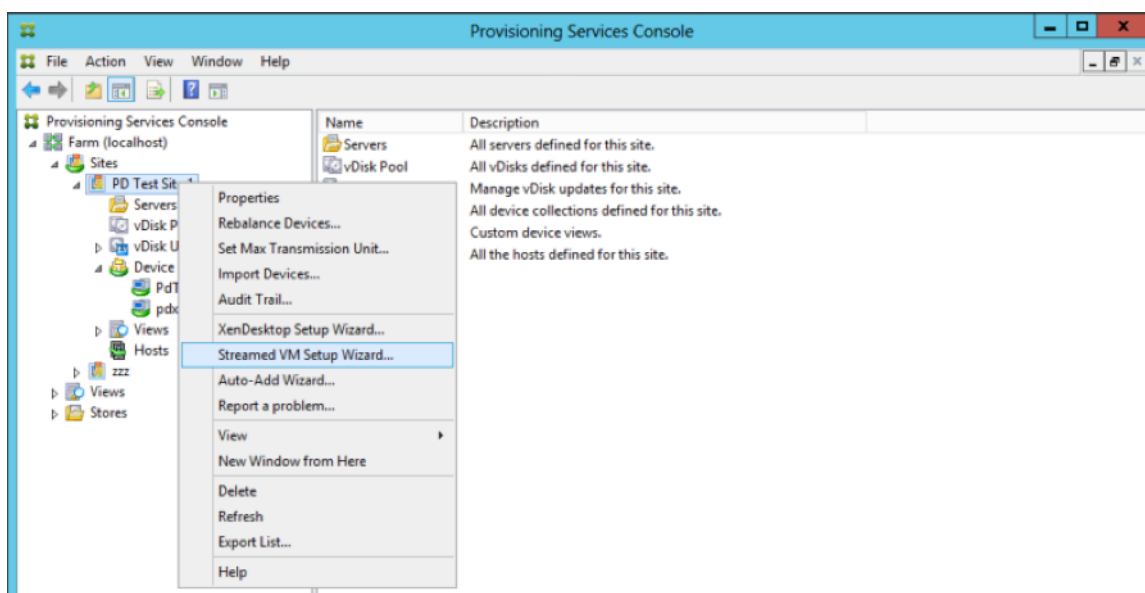 Provisioning Services Console
File Action View Window Help
Provisioning Services Console
Farm (localhost)
Sites
PD Test Sit
Servers
vDisk P
vDisk U
Device
PdT
pdx
Views
Hosts
zzz
Views
Stores
Name Description
Servers All servers defined for this site.
vDisk Pool All vDisks defined for this site.
Manage vDisk updates for this site.
All device collections defined for this site.
Custom device views.
All the hosts defined for this site.
Properties
Rebalance Devices...
Set Max Transmission Unit...
Import Devices...
Audit Trail...
XenDesktop Setup Wizard...
Streamed VM Setup Wizard...
Auto-Add Wizard...
Report a problem...
View
New Window from Here
Delete
Refresh
Export List...
Help